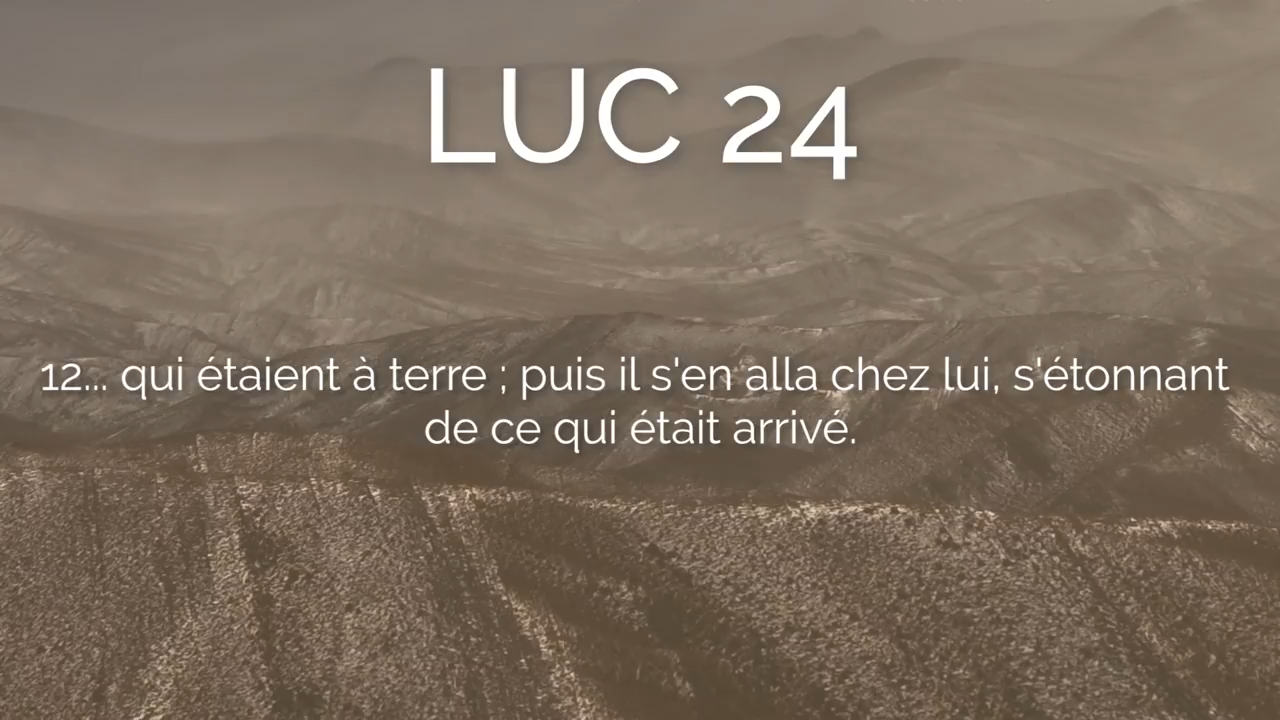 LUC 24
12... qui étaient à terre ; puis il s'en alla chez lui, s'étonnant
de ce qui était arrivé.